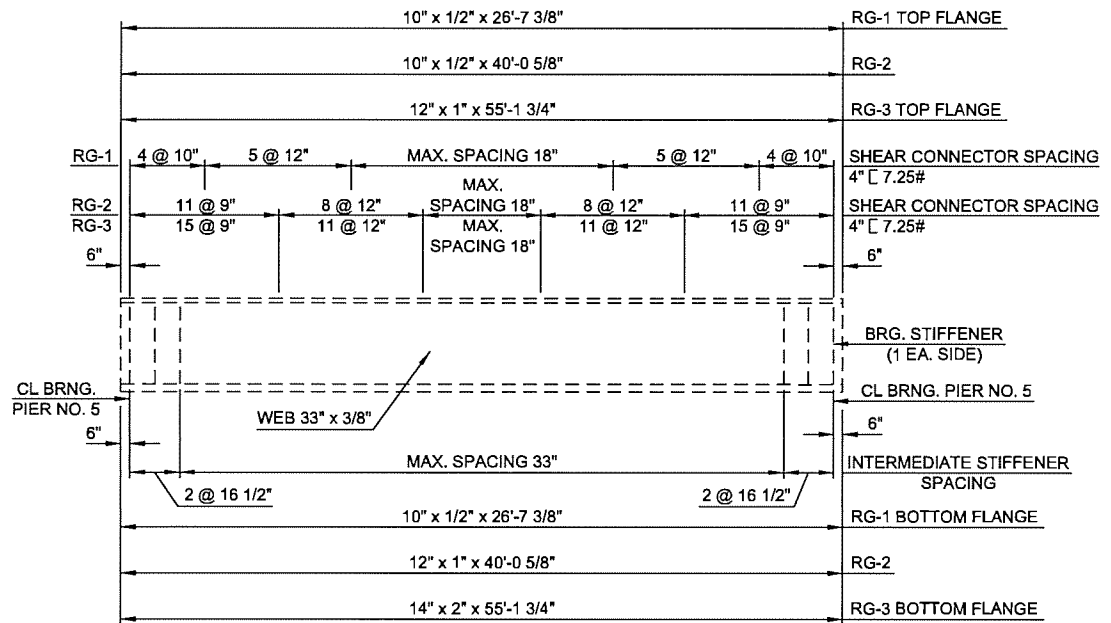 10" x 1/2" x 26'-7 3/8" RG-1 TOP FLANGE
10" x 1/2" x 40'-0 5/8" RG-2
12" x 1" x 55'-1 3/4" RG-3 TOP FLANGE
RG-1 4 @ 10" 5 @ 12" MAX. SPACING 18" 5 @ 12" 4 @ 10" SHEAR CONNECTOR SPACING
4" [ 7.25#
MAX.
RG-2 11 @ 9" 8 @ 12" SPACING 18" 8 @ 12" 11 @ 9" SHEAR CONNECTOR SPACING
RG-3 15 @ 9" 11 @ 12" MAX. 11 @ 12" 15 @ 9" 4" [ 7.25#
SPACING 18"
6" 6"
BRG. STIFFENER
(1 EA. SIDE)
CL BRNG.
PIER NO. 5
CL BRNG. PIER NO. 5
WEB 33" x 3/8"
6" 6"
MAX. SPACING 33" INTERMEDIATE STIFFENER
SPACING
2 @ 16 1/2" 2 @ 16 1/2"
10" x 1/2" x 26'-7 3/8" RG-1 BOTTOM FLANGE
12" x 1" x 40'-0 5/8" RG-2
14" x 2" x 55'-1 3/4" RG-3 BOTTOM FLANGE